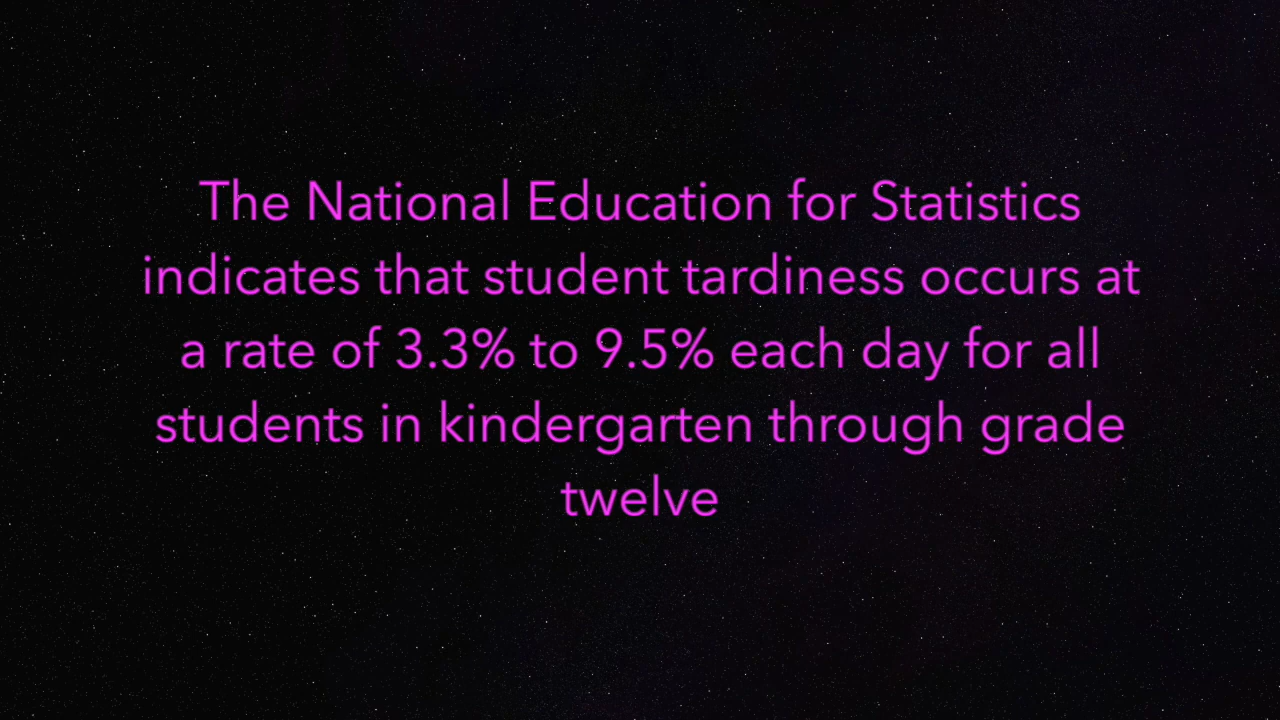 The National Education for Statistics
indicates that student tardiness occurs at
a rate of 3.3% to 9.5% each day for all
students in kindergarten through grade
twelve